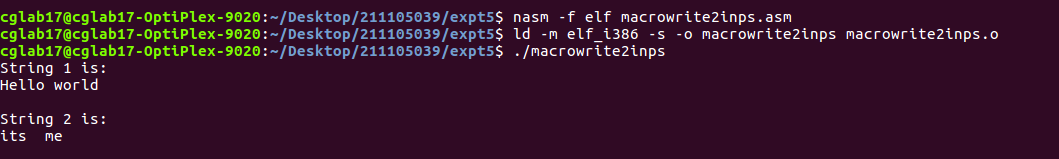 cglab17@cglab17-OptiPlex-9020:~/Desktop/211105039/expt5$ nasm -f elf macrowrite2inps.asm
cglab17@cglab17-OptiPlex-9020:~/Desktop/211105039/expt5$ ld -m elf_i386 -s -o macrowrite2inps macrowrite2inps.o
cglab17@cglab17-OptiPlex-9020:~/Desktop/211105039/expt5$ ./macrowrite2inps
String 1 is:
Hello world
String 2 is:
its  me